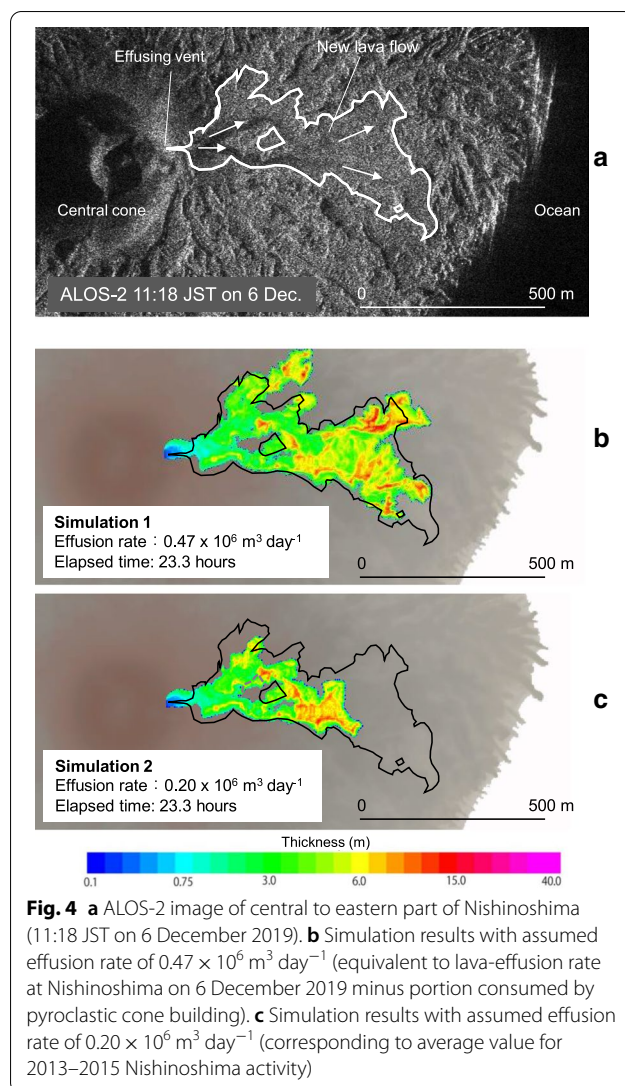 Effusing vent
New lava flow
a
Central cone
Ocean
ALOS-2 11:18 JST on 6 Dec.
0
500 m
b
Simulation 1
Effusion rate : 0.47 x 10⁶ m³ day⁻¹
Elapsed time: 23.3 hours
0
500 m
c
Simulation 2
Effusion rate : 0.20 x 10⁶ m³ day⁻¹
Elapsed time: 23.3 hours
0
500 m
Thickness (m)
0.1 0.75 3.0 6.0 15.0 40.0
Fig. 4 a ALOS-2 image of central to eastern part of Nishinoshima
(11:18 JST on 6 December 2019). b Simulation results with assumed
effusion rate of 0.47 × 10⁶ m³ day⁻¹ (equivalent to lava-effusion rate
at Nishinoshima on 6 December 2019 minus portion consumed by
pyroclastic cone building). c Simulation results with assumed effusion
rate of 0.20 × 10⁶ m³ day⁻¹ (corresponding to average value for
2013–2015 Nishinoshima activity)